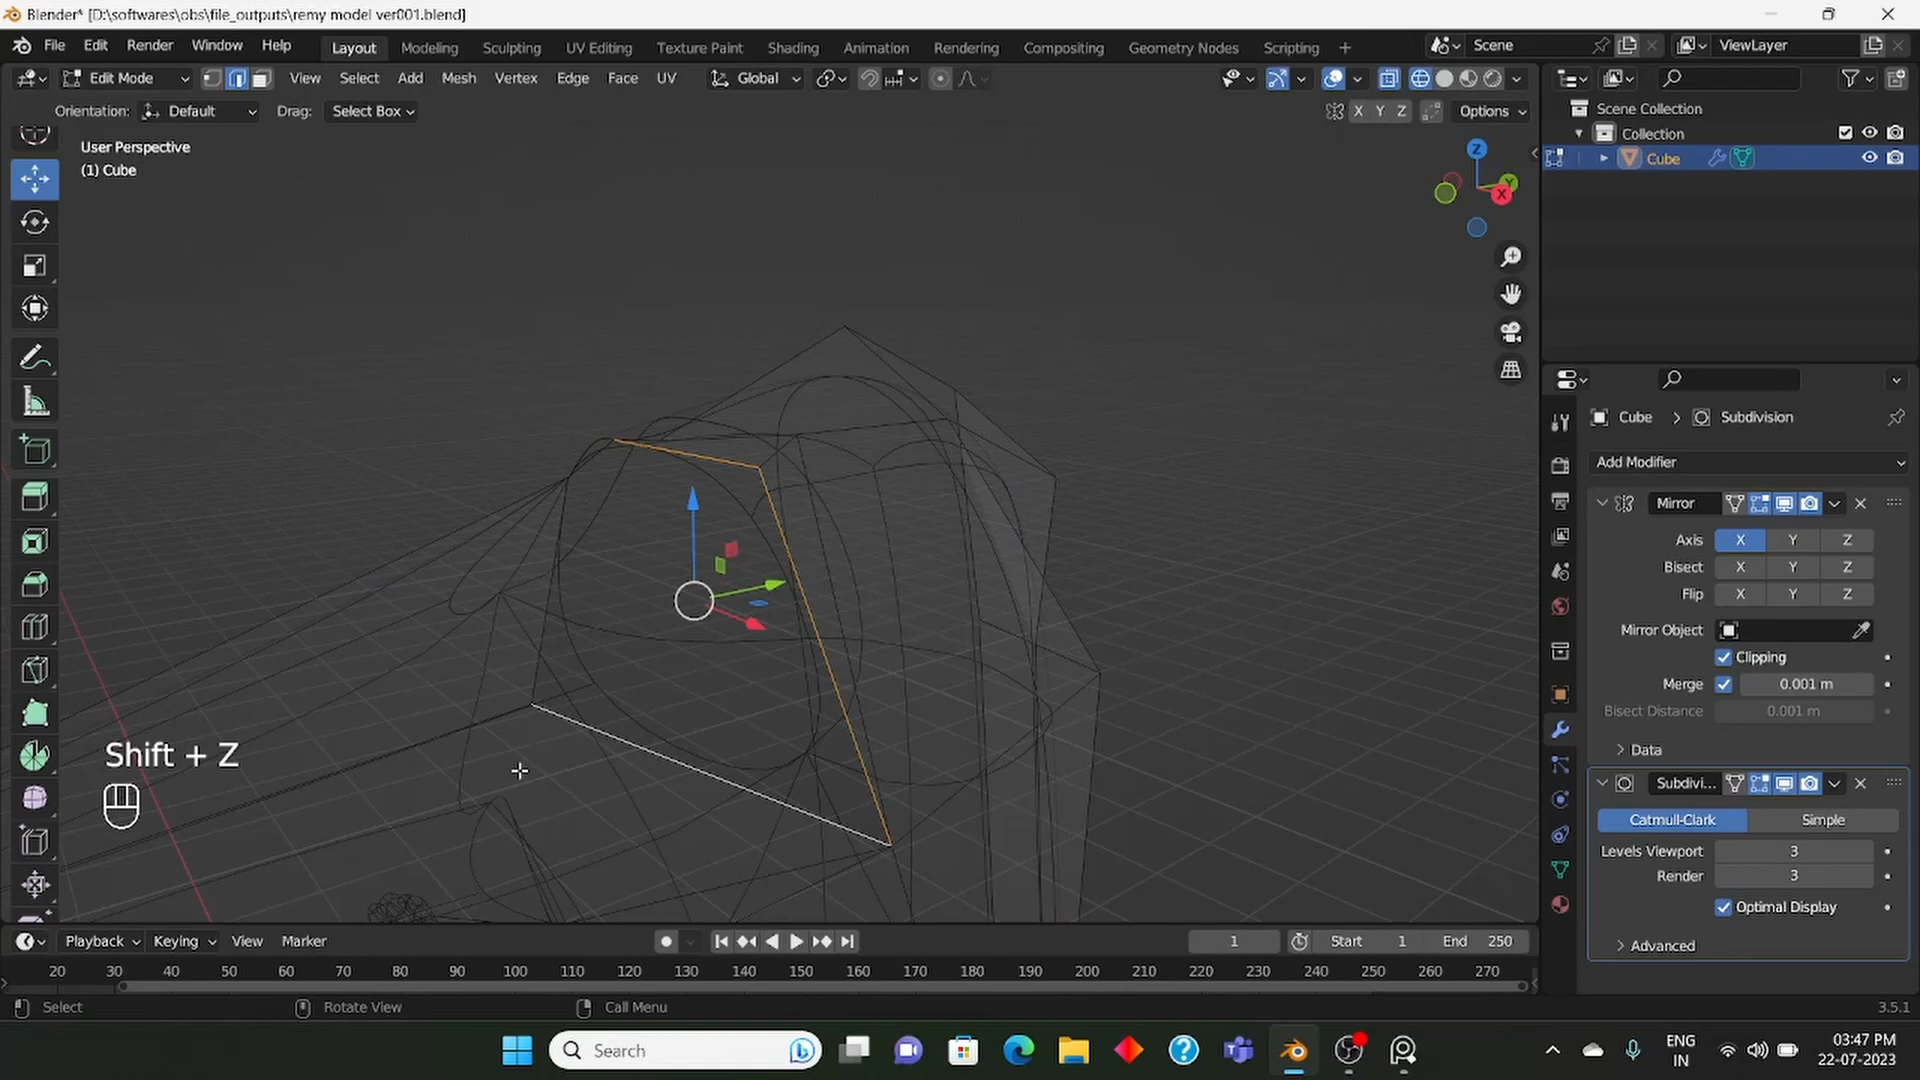 Blender* [D:\softwares\obs\file_outputs\remy model ver001.blend]
File Edit Render Window Help Layout Modeling Sculpting UV Editing Texture Paint Shading Animation Rendering Compositing Geometry Nodes Scripting + Scene ViewLayer
Edit Mode View Select Add Mesh Vertex Edge Face UV Global
Orientation: Default Drag: Select Box X Y Z Options
User Perspective
(1) Cube
Z
Y
X
Shift + Z
Scene Collection
Collection
Cube
Cube > Subdivision
Add Modifier
Mirror
Axis X Y Z
Bisect X Y Z
Flip X Y Z
Mirror Object
Clipping
Merge 0.001 m
Bisect Distance 0.001 m
Data
Subdivi...
Catmull-Clark Simple
Levels Viewport 3
Render 3
Optimal Display
Advanced
Playback Keying View Marker 1 Start 1 End 250
20 30 40 50 60 70 80 90 100 110 120 130 140 150 160 170 180 190 200 210 220 230 240 250 260 270
Select Rotate View Call Menu 3.5.1
Search
ENG
IN
03:47 PM
22-07-2023